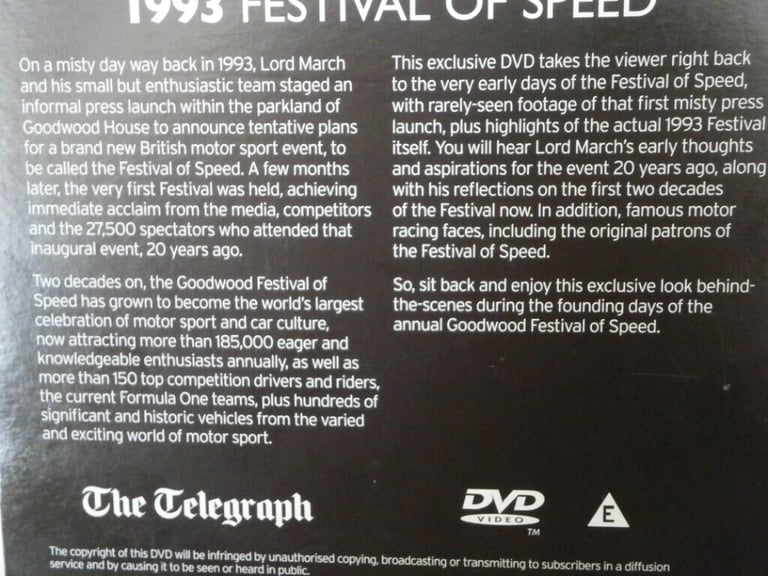 1993 FESTIVAL OF SPEED
On a misty day way back in 1993, Lord March
and his small but enthusiastic team staged an
informal press launch within the parkland of
Goodwood House to announce tentative plans
for a brand new British motor sport event, to
be called the Festival of Speed. A few months
later, the very first Festival was held, achieving
immediate acclaim from the media, competitors
and the 27,500 spectators who attended that
inaugural event, 20 years ago.
Two decades on, the Goodwood Festival of
Speed has grown to become the world's largest
celebration of motor sport and car culture,
now attracting more than 185,000 eager and
knowledgeable enthusiasts annually, as well as
more than 150 top competition drivers and riders,
the current Formula One teams, plus hundreds of
significant and historic vehicles from the varied
and exciting world of motor sport.
This exclusive DVD takes the viewer right back
to the very early days of the Festival of Speed,
with rarely-seen footage of that first misty press
launch, plus highlights of the actual 1993 Festival
itself. You will hear Lord March's early thoughts
and aspirations for the event 20 years ago, along
with his reflections on the first two decades
of the Festival now. In addition, famous motor
racing faces, including the original patrons of
the Festival of Speed.
So, sit back and enjoy this exclusive look behind-
the-scenes during the founding days of the
annual Goodwood Festival of Speed.
The Telegraph
DVD
VIDEO
TM
E
The copyright of this DVD will be infringed by unauthorised copying, broadcasting or transmitting to subscribers in a diffusion
service and by causing it to be seen or heard in public.